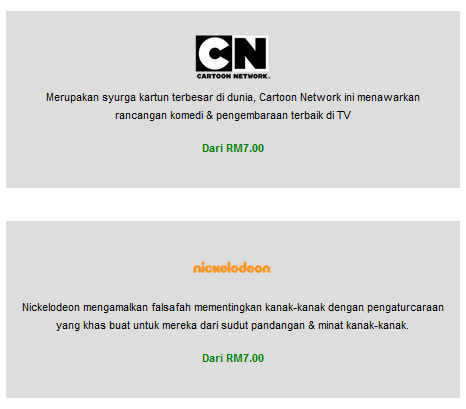 CN
CARTOON NETWORK.
Merupakan syurga kartun terbesar di dunia, Cartoon Network ini menawarkan
rancangan komedi & pengembaraan terbaik di TV
Dari RM7.00
nickelodeon
Nickelodeon mengamalkan falsafah mementingkan kanak-kanak dengan pengaturcaraan
yang khas buat untuk mereka dari sudut pandangan & minat kanak-kanak.
Dari RM7.00